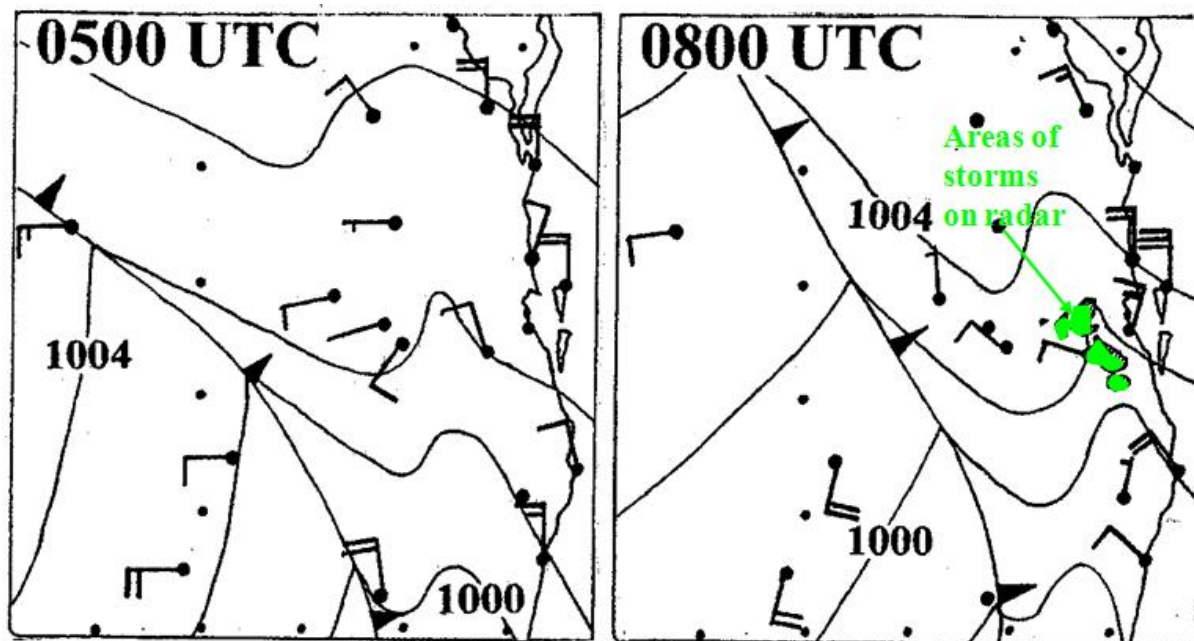 0500 UTC
1004
1000
0800 UTC
Areas of
storms
on radar
1004
1000